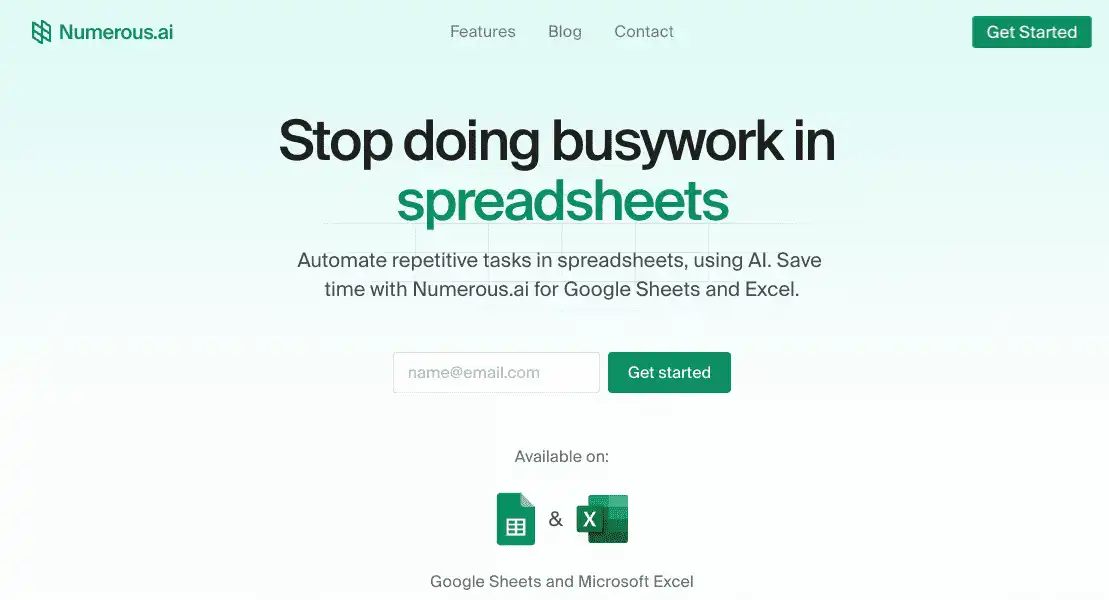 Numerous.ai
Features
Blog
Contact
Get Started
Stop doing busywork in
spreadsheets
Automate repetitive tasks in spreadsheets, using AI. Save
time with Numerous.ai for Google Sheets and Excel.
name@email.com
Get started
Available on:
&
X
Google Sheets and Microsoft Excel